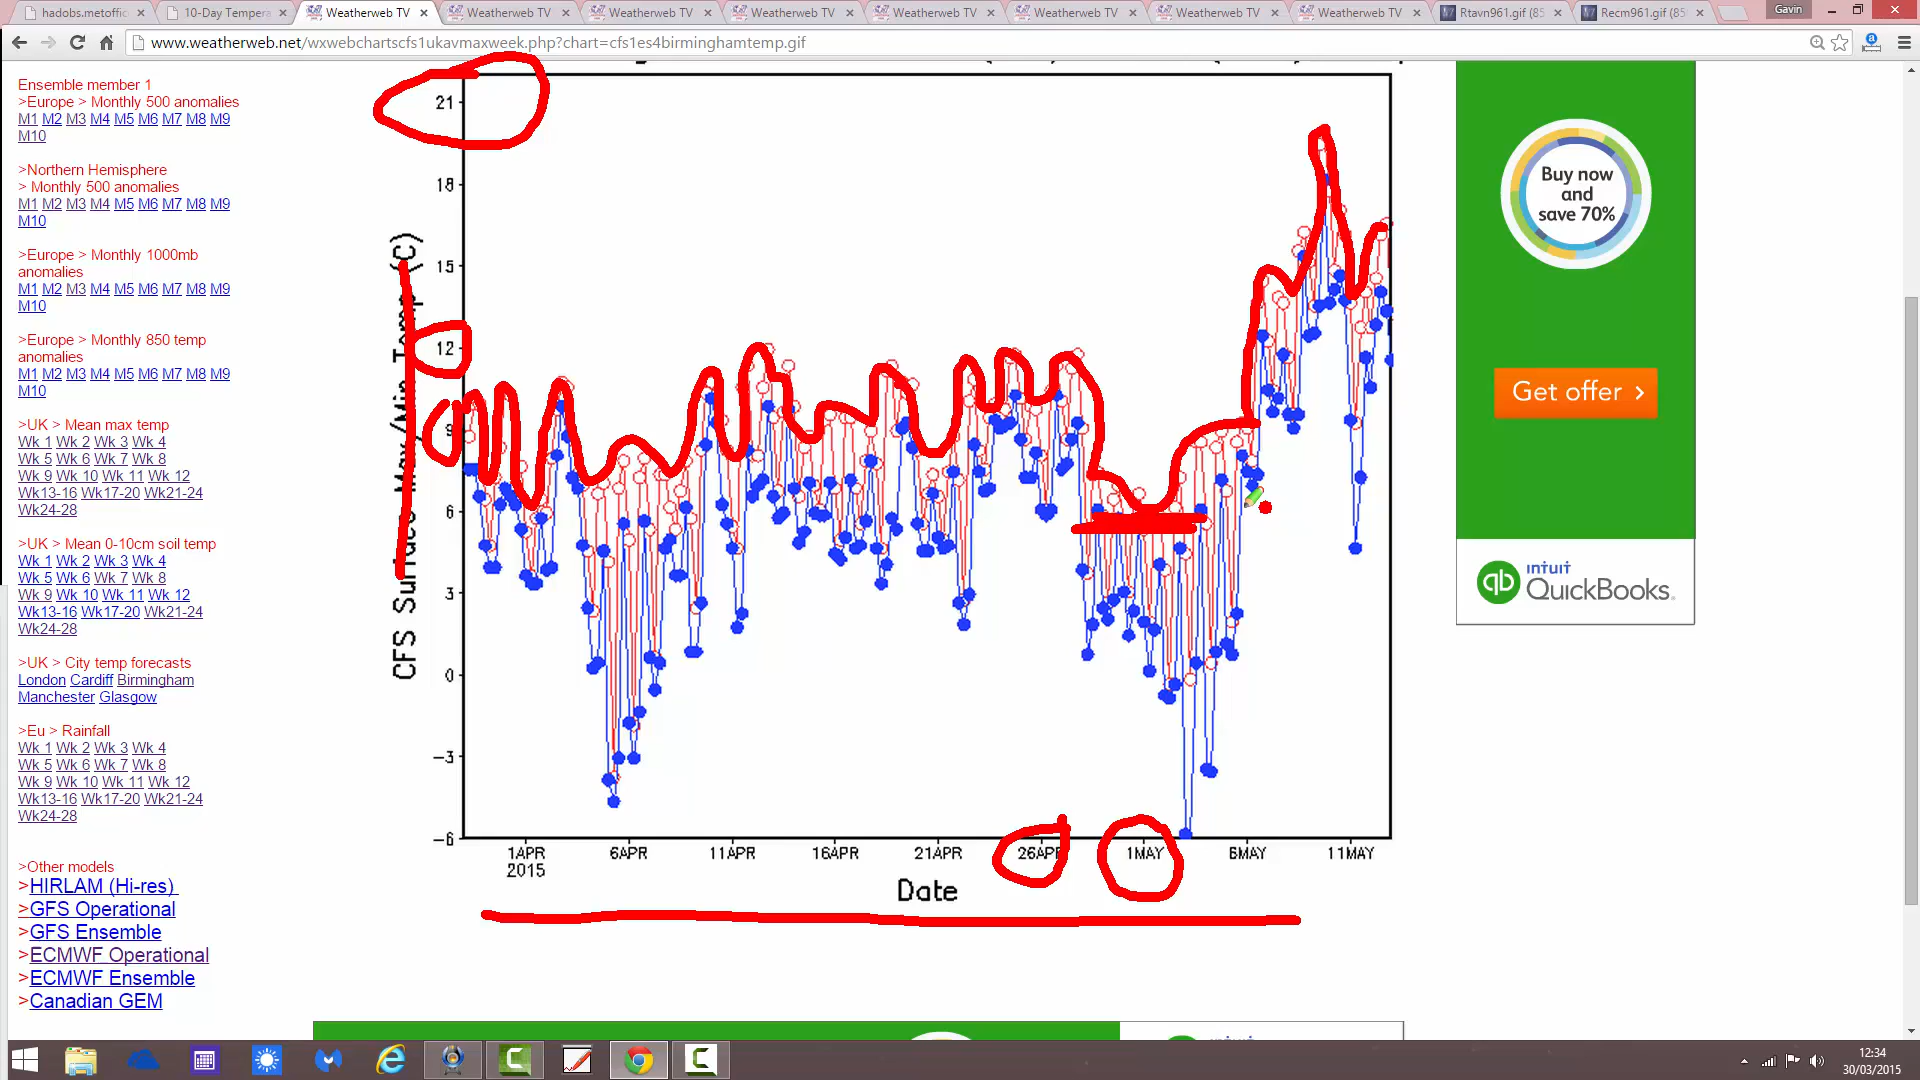 hadobs.metoffic
10-Day Tempera
Weatherweb TV
Weatherweb TV
Weatherweb TV
Weatherweb TV
Weatherweb TV
Weatherweb TV
Weatherweb TV
Weatherweb TV
Rtavn961.gif (85
Recm961.gif (85
Gavin
www.weatherweb.net/wxwebchartscfs1ukavmaxweek.php?chart=cfs1es4birminghamtemp.gif
Ensemble member 1
>Europe > Monthly 500 anomalies
M1 M2 M3 M4 M5 M6 M7 M8 M9
M10
>Northern Hemisphere
> Monthly 500 anomalies
M1 M2 M3 M4 M5 M6 M7 M8 M9
M10
>Europe > Monthly 1000mb
anomalies
M1 M2 M3 M4 M5 M6 M7 M8 M9
M10
>Europe > Monthly 850 temp
anomalies
M1 M2 M3 M4 M5 M6 M7 M8 M9
M10
>UK > Mean max temp
Wk 1 Wk 2 Wk 3 Wk 4
Wk 5 Wk 6 Wk 7 Wk 8
Wk 9 Wk 10 Wk 11 Wk 12
Wk13-16 Wk17-20 Wk21-24
Wk24-28
>UK > Mean 0-10cm soil temp
Wk 1 Wk 2 Wk 3 Wk 4
Wk 5 Wk 6 Wk 7 Wk 8
Wk 9 Wk 10 Wk 11 Wk 12
Wk13-16 Wk17-20 Wk21-24
Wk24-28
>UK > City temp forecasts
London Cardiff Birmingham
Manchester Glasgow
>Eu > Rainfall
Wk 1 Wk 2 Wk 3 Wk 4
Wk 5 Wk 6 Wk 7 Wk 8
Wk 9 Wk 10 Wk 11 Wk 12
Wk13-16 Wk17-20 Wk21-24
Wk24-28
>Other models
>HIRLAM (Hi-res)
>GFS Operational
>GFS Ensemble
>ECMWF Operational
>ECMWF Ensemble
>Canadian GEM
CFS Surface Max/Min Temp (C)
21
18
15
12
9
6
3
0
-3
-6
1APR 6APR 11APR 16APR 21APR 26APR 1MAY 6MAY 11MAY
2015
Date
Buy now
and
save 70%
Get offer >
qb intuit
QuickBooks.
12:34
30/03/2015